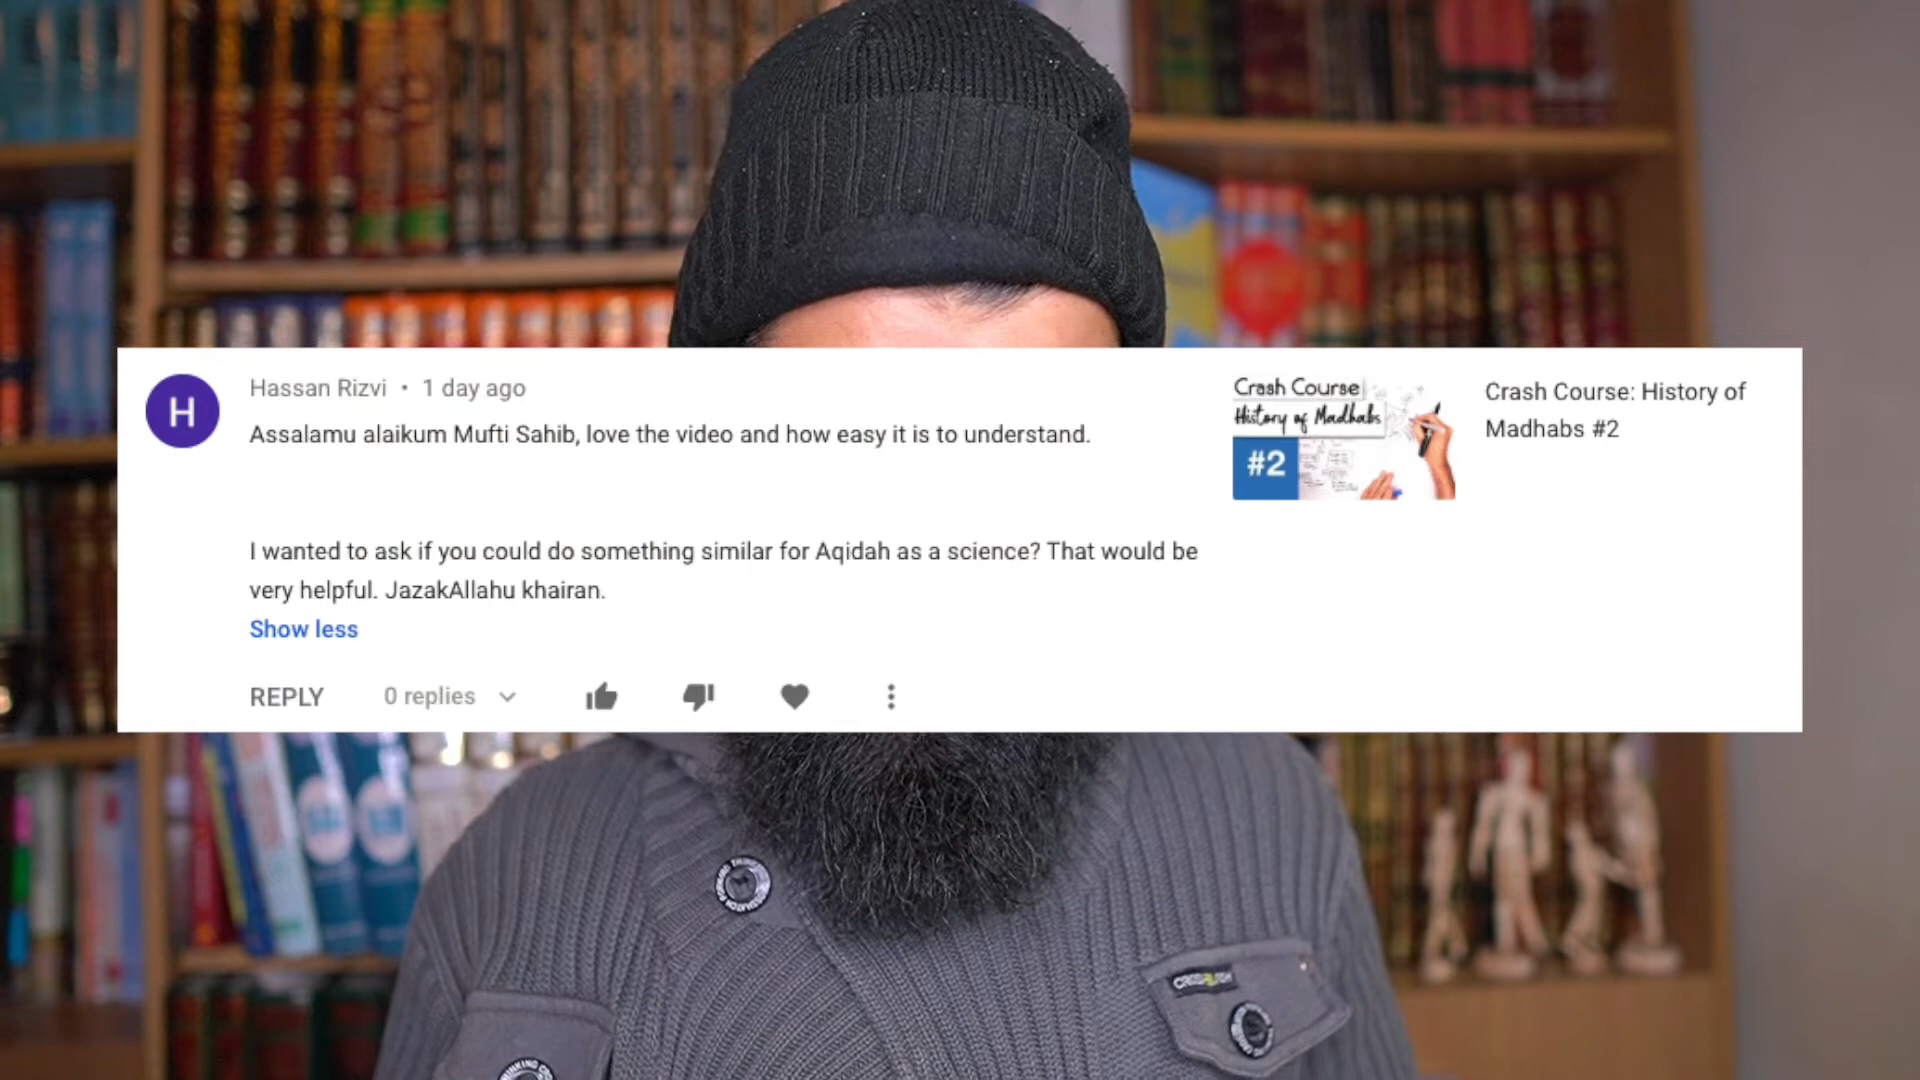 H
Hassan Rizvi • 1 day ago
Assalamu alaikum Mufti Sahib, love the video and how easy it is to understand.
I wanted to ask if you could do something similar for Aqidah as a science? That would be
very helpful. JazakAllahu khairan.
Show less
REPLY 0 replies
Crash Course
History of Madhabs
#2
Crash Course: History of
Madhabs #2